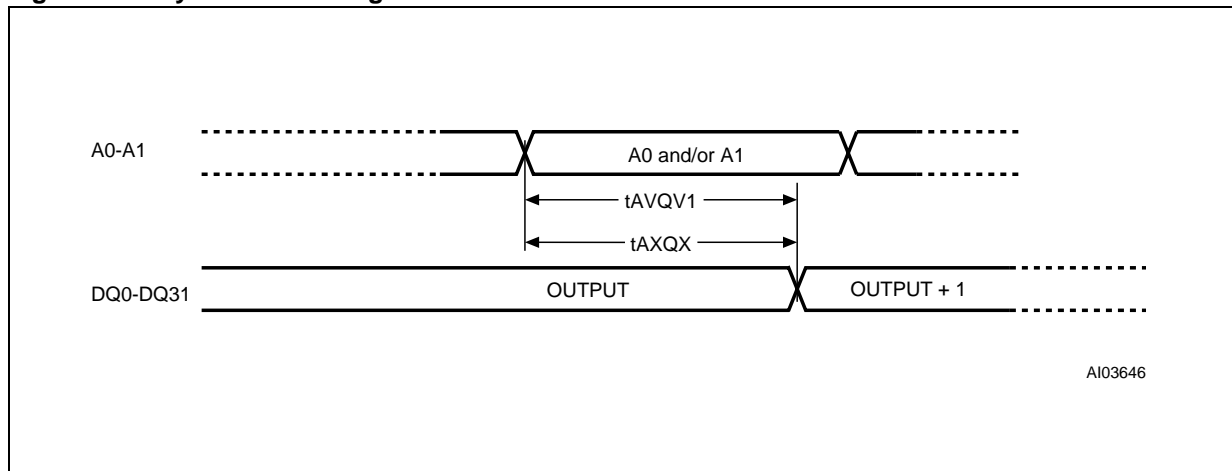 A0-A1
A0 and/or A1
tAVQV1
tAXQX
DQ0-DQ31
OUTPUT
OUTPUT + 1
AI03646